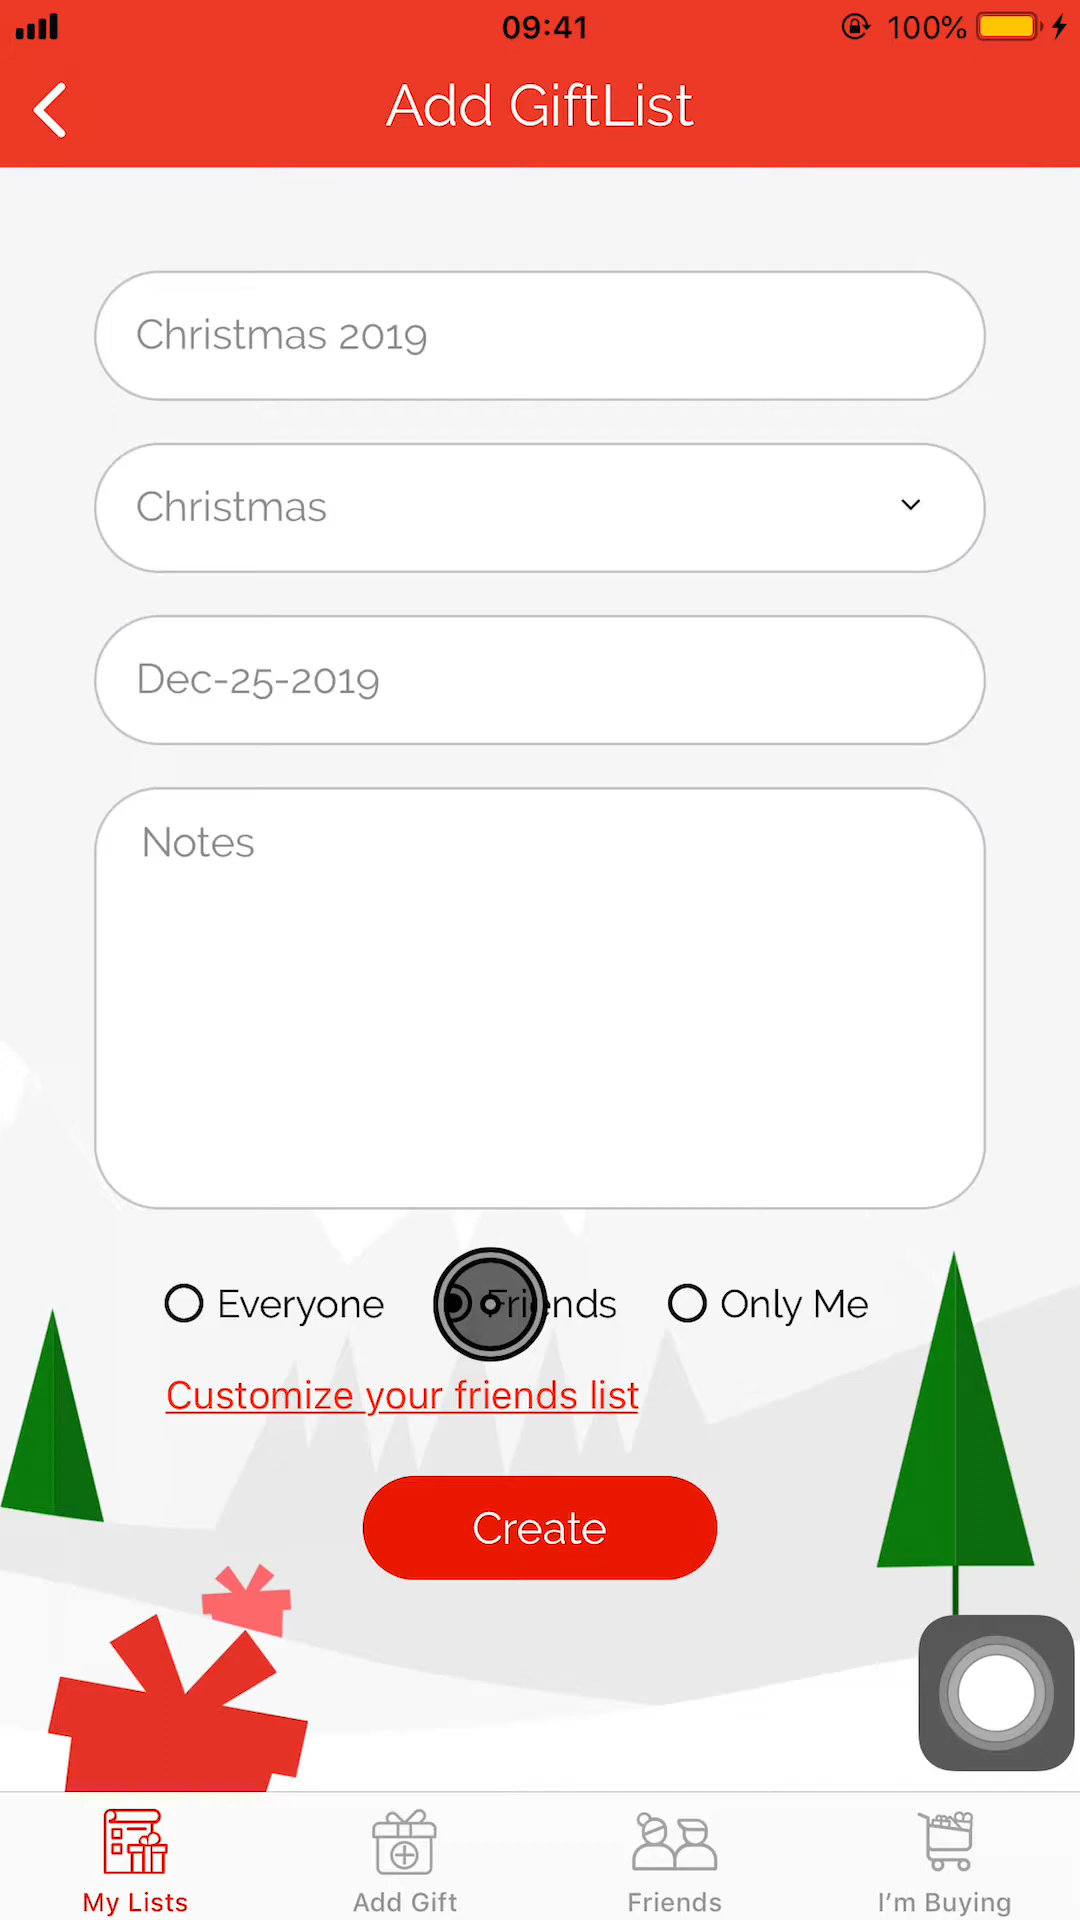 09:41
100%
Add GiftList
Christmas 2019
Christmas
Dec-25-2019
Notes
Everyone Friends Only Me
Customize your friends list
Create
My Lists Add Gift Friends I'm Buying